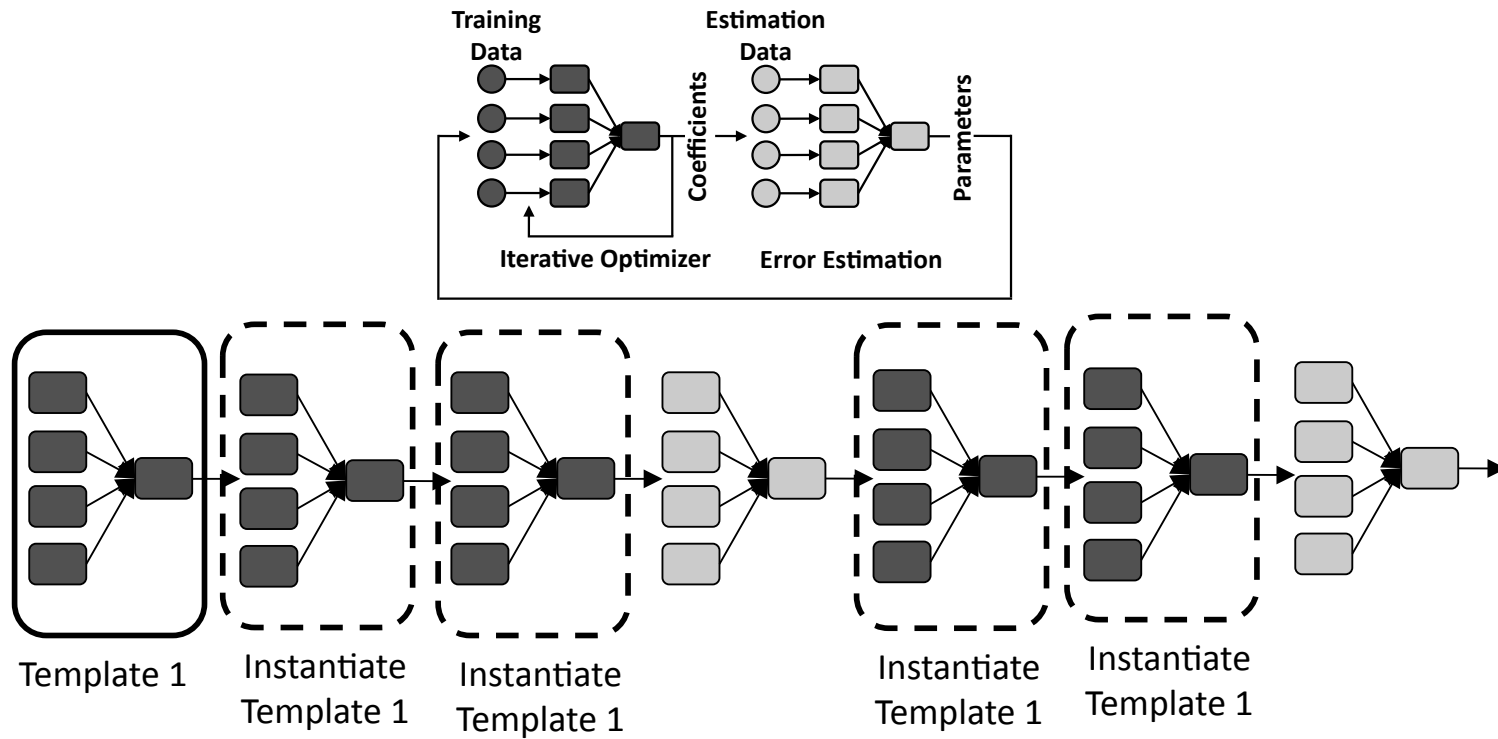 Training
Data
Estimation
Data
Coefficients
Parameters
Iterative Optimizer
Error Estimation
Template 1
Instantiate
Template 1
Instantiate
Template 1
Instantiate
Template 1
Instantiate
Template 1